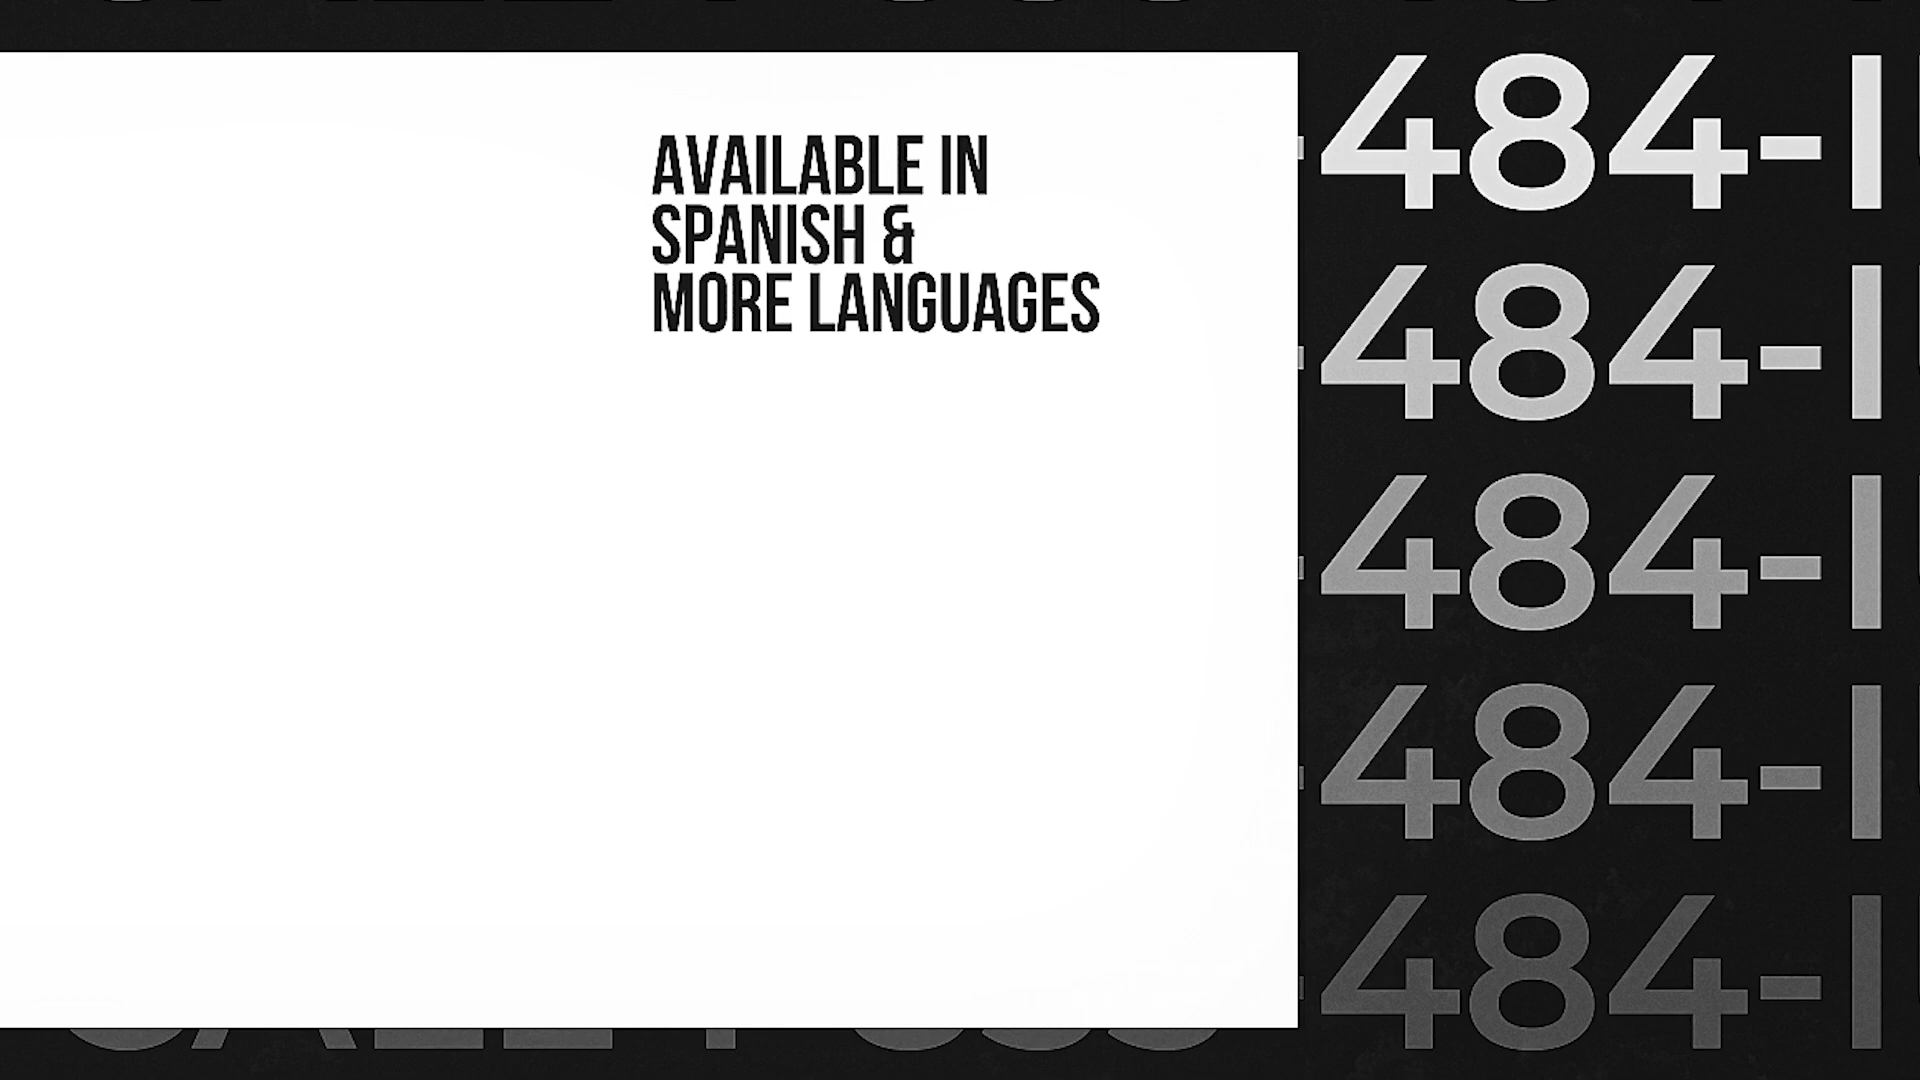 AVAILABLE IN
SPANISH &
MORE LANGUAGES
-484-I
-484-I
-484-I
-484-I
-484-I